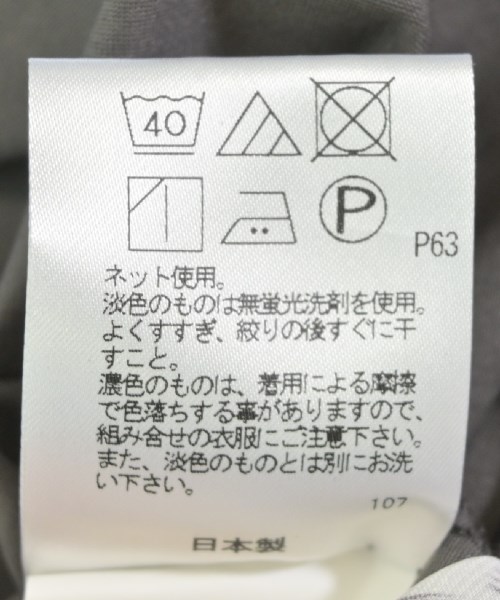 40
P
P63
ネット使用。
淡色のものは無蛍光洗剤を使用。
よくすすぎ、絞りの後すぐに干
すこと。
濃色のものは、着用による摩擦
で色落ちする事がありますので、
組み合せの衣服にご注意下さい。
また、淡色のものとは別にお洗
い下さい。
107
日本製